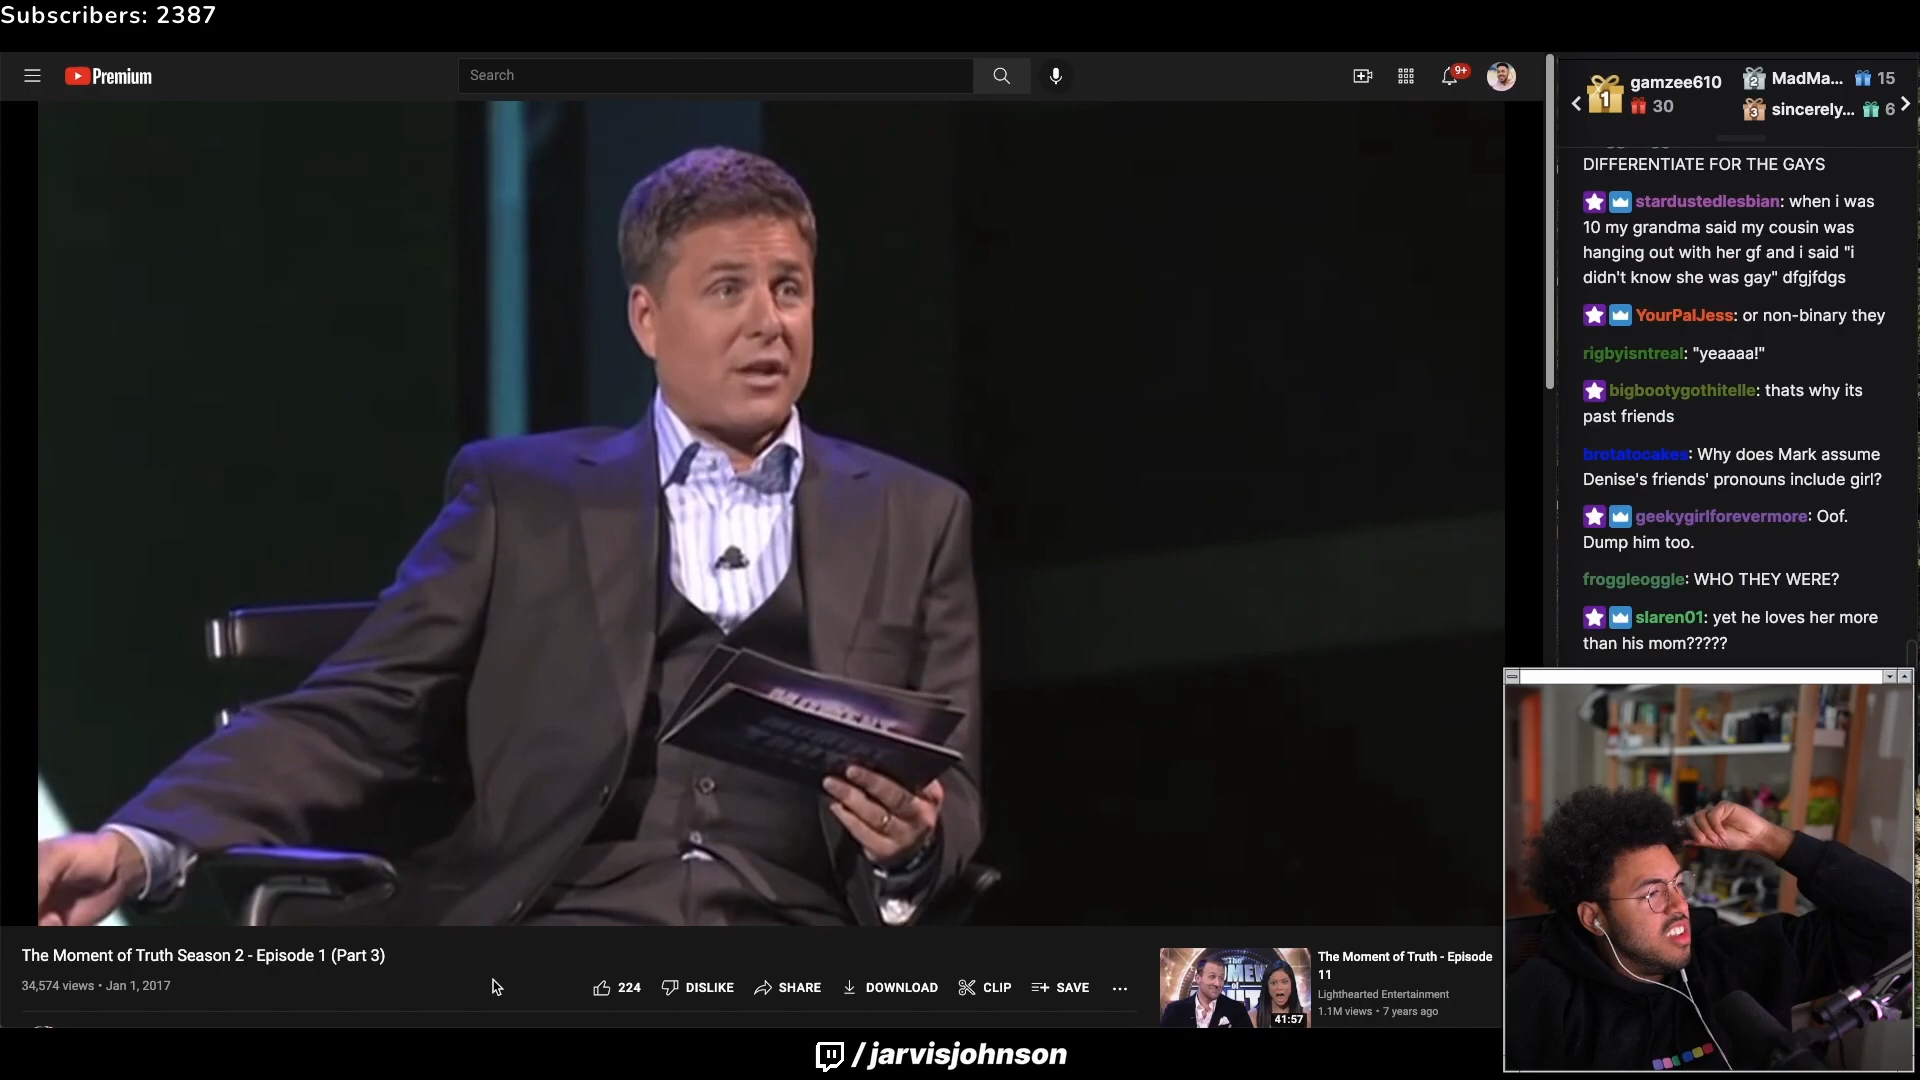 Subscribers: 2387
Premium
Search
9+
1
gamzee610
30
2
MadMa... 15
3
sincerely... 6
DIFFERENTIATE FOR THE GAYS
stardustedlesbian: when i was
10 my grandma said my cousin was
hanging out with her gf and i said "i
didn't know she was gay" dfgjfdgs
YourPalJess: or non-binary they
rigbyisntreal: "yeaaaa!"
bigbootygothitelle: thats why its
past friends
brotatocakes: Why does Mark assume
Denise's friends' pronouns include girl?
geekygirlforevermore: Oof.
Dump him too.
froggleoggle: WHO THEY WERE?
slaren01: yet he loves her more
than his mom?????
The Moment of Truth Season 2 - Episode 1 (Part 3)
34,574 views • Jan 1, 2017
224 DISLIKE SHARE DOWNLOAD CLIP SAVE ...
41:57
The Moment of Truth - Episode
11
Lighthearted Entertainment
1.1M views • 7 years ago
/jarvisjohnson